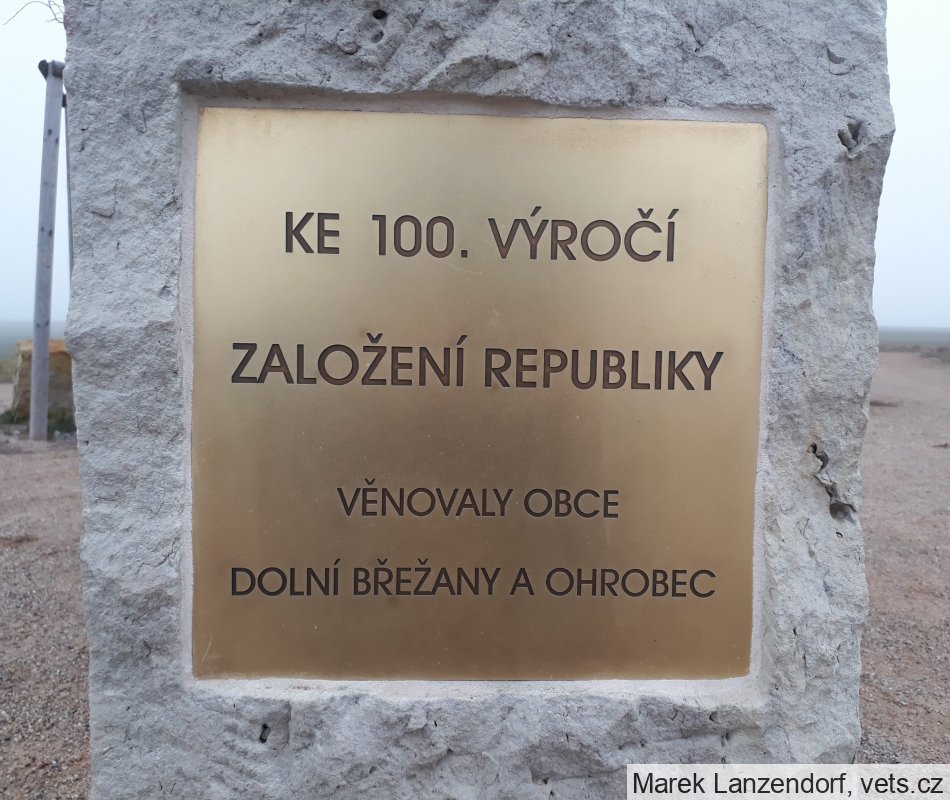 KE 100. VÝROČÍ
ZALOŽENÍ REPUBLIKY
VĚNOVALY OBCE
DOLNÍ BŘEŽANY A OHROBEC
Marek Lanzendorf, vets.cz